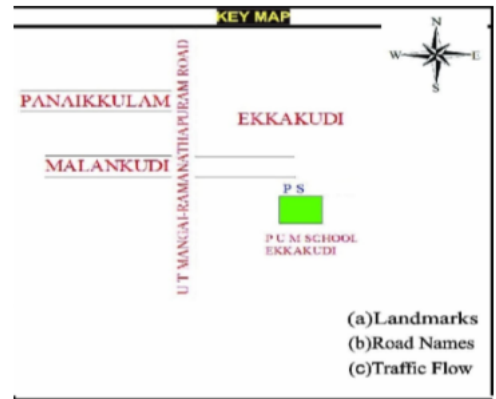 KEY MAP
N
W
E
S
PANAIKKULAM
U T MANGAI-RAMANATHAPURAM ROAD
EKKAKUDI
MALANKUDI
P S
P U M SCHOOL
EKKAKUDI
(a)Landmarks
(b)Road Names
(c)Traffic Flow